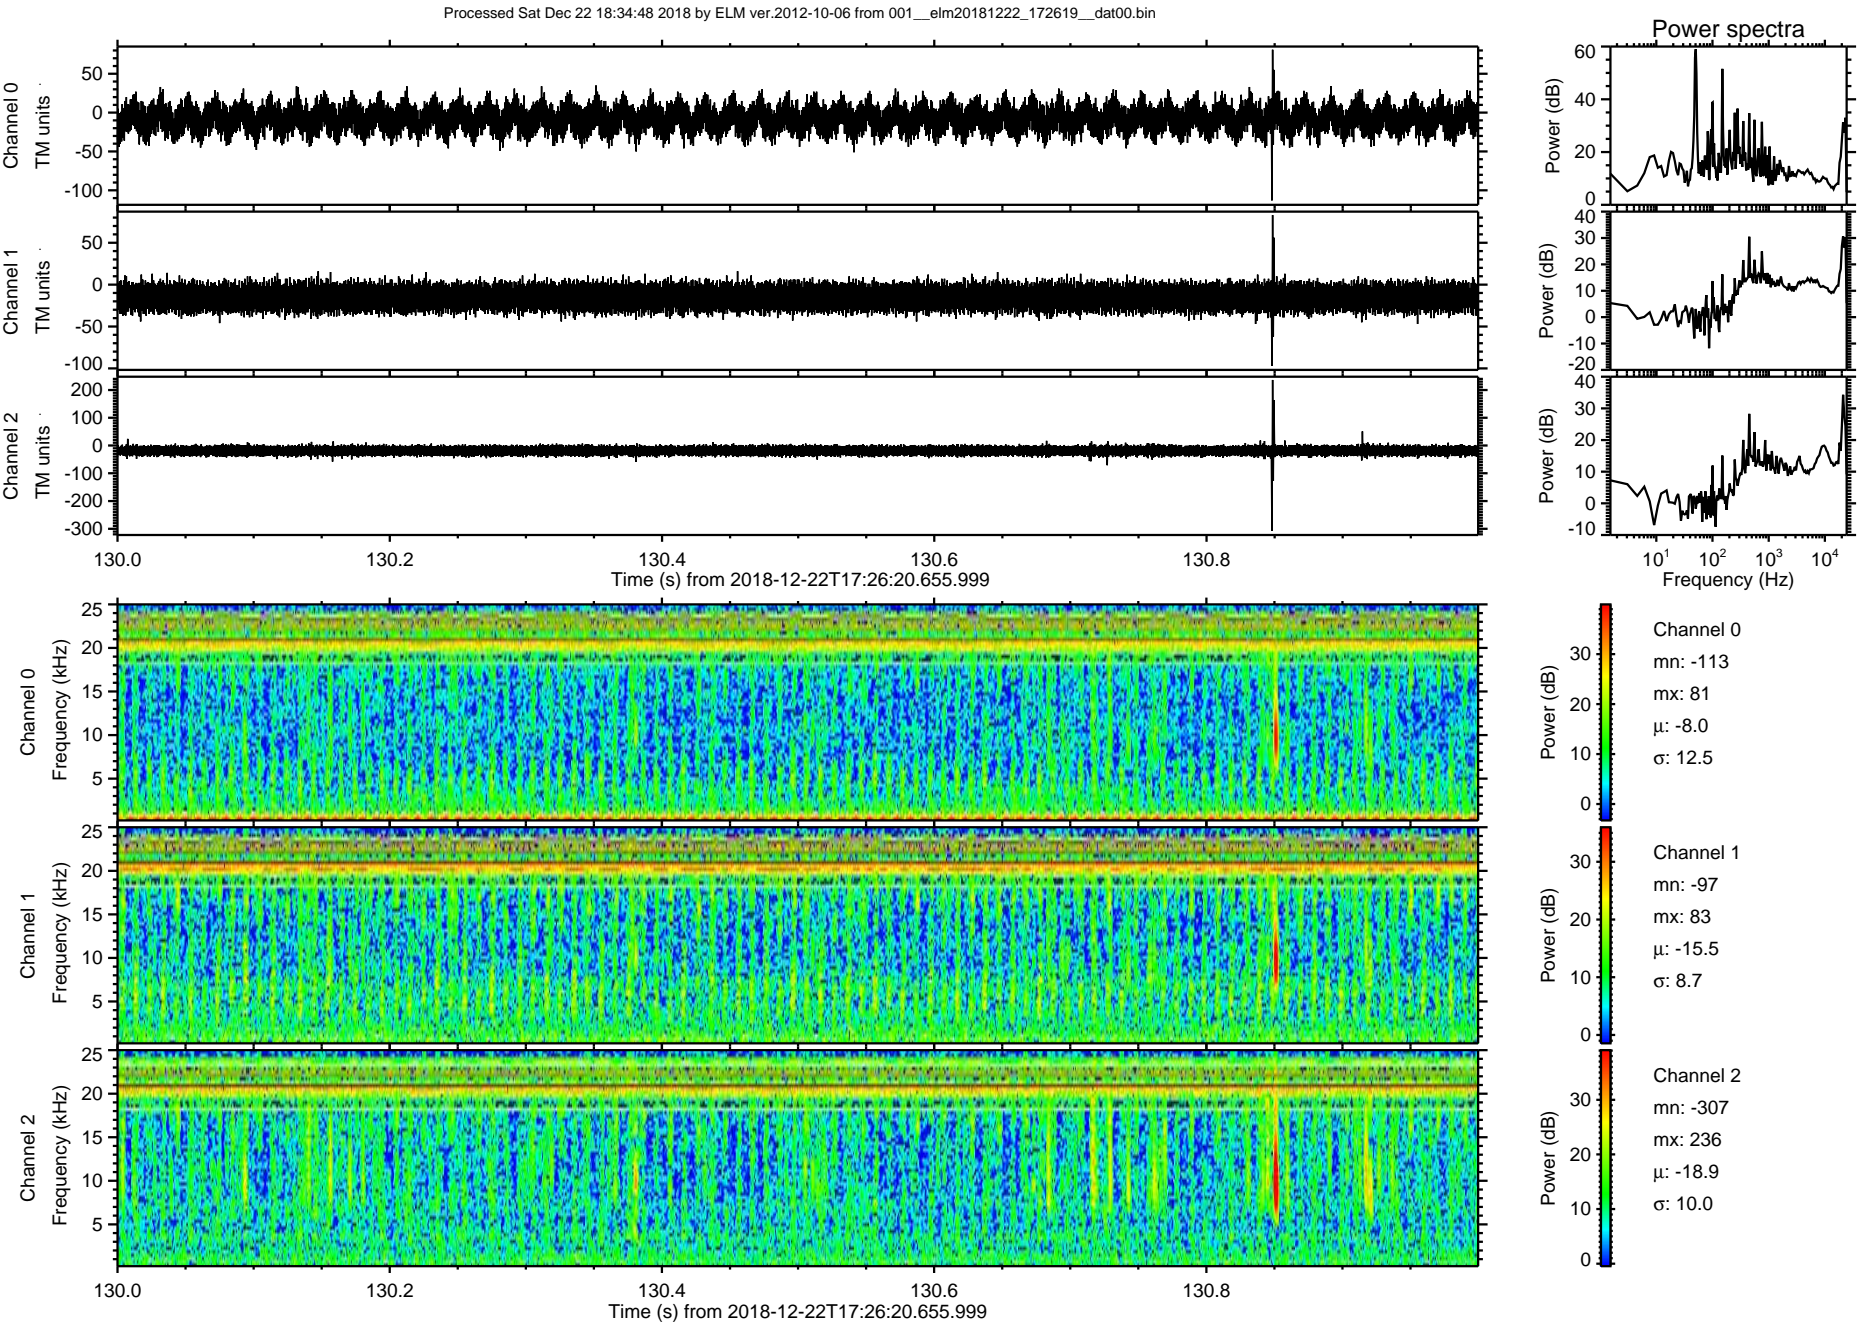 Processed Sat Dec 22 18:34:48 2018 by ELM ver.2012-10-06 from 001__elm20181222_172619__dat00.bin
Power spectra
Channel 0
TM units
50
0
-50
-100
Power (dB)
60
40
20
0
Channel 1
TM units
50
0
-50
-100
Power (dB)
40
30
20
10
0
-10
-20
Channel 2
TM units
200
100
0
-100
-200
-300
Power (dB)
40
30
20
10
0
-10
130.0 130.2 130.4 130.6 130.8
Time (s) from 2018-12-22T17:26:20.655.999
10^1 10^2 10^3 10^4
Frequency (Hz)
Channel 0
Frequency (kHz)
25
20
15
10
5
Power (dB)
30
20
10
0
Channel 0
mn: -113
mx: 81
μ: -8.0
σ: 12.5
Channel 1
Frequency (kHz)
25
20
15
10
5
Power (dB)
30
20
10
0
Channel 1
mn: -97
mx: 83
μ: -15.5
σ: 8.7
Channel 2
Frequency (kHz)
25
20
15
10
5
Power (dB)
30
20
10
0
Channel 2
mn: -307
mx: 236
μ: -18.9
σ: 10.0
130.0 130.2 130.4 130.6 130.8
Time (s) from 2018-12-22T17:26:20.655.999